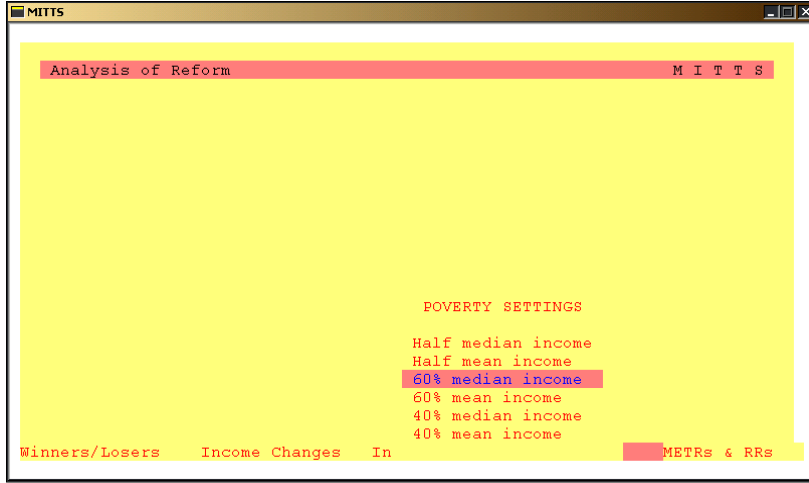 MITTS
Analysis of Reform M I T T S
POVERTY SETTINGS
Half median income
Half mean income
60% median income
60% mean income
40% median income
40% mean income
Winners/Losers Income Changes In METRs & RRs